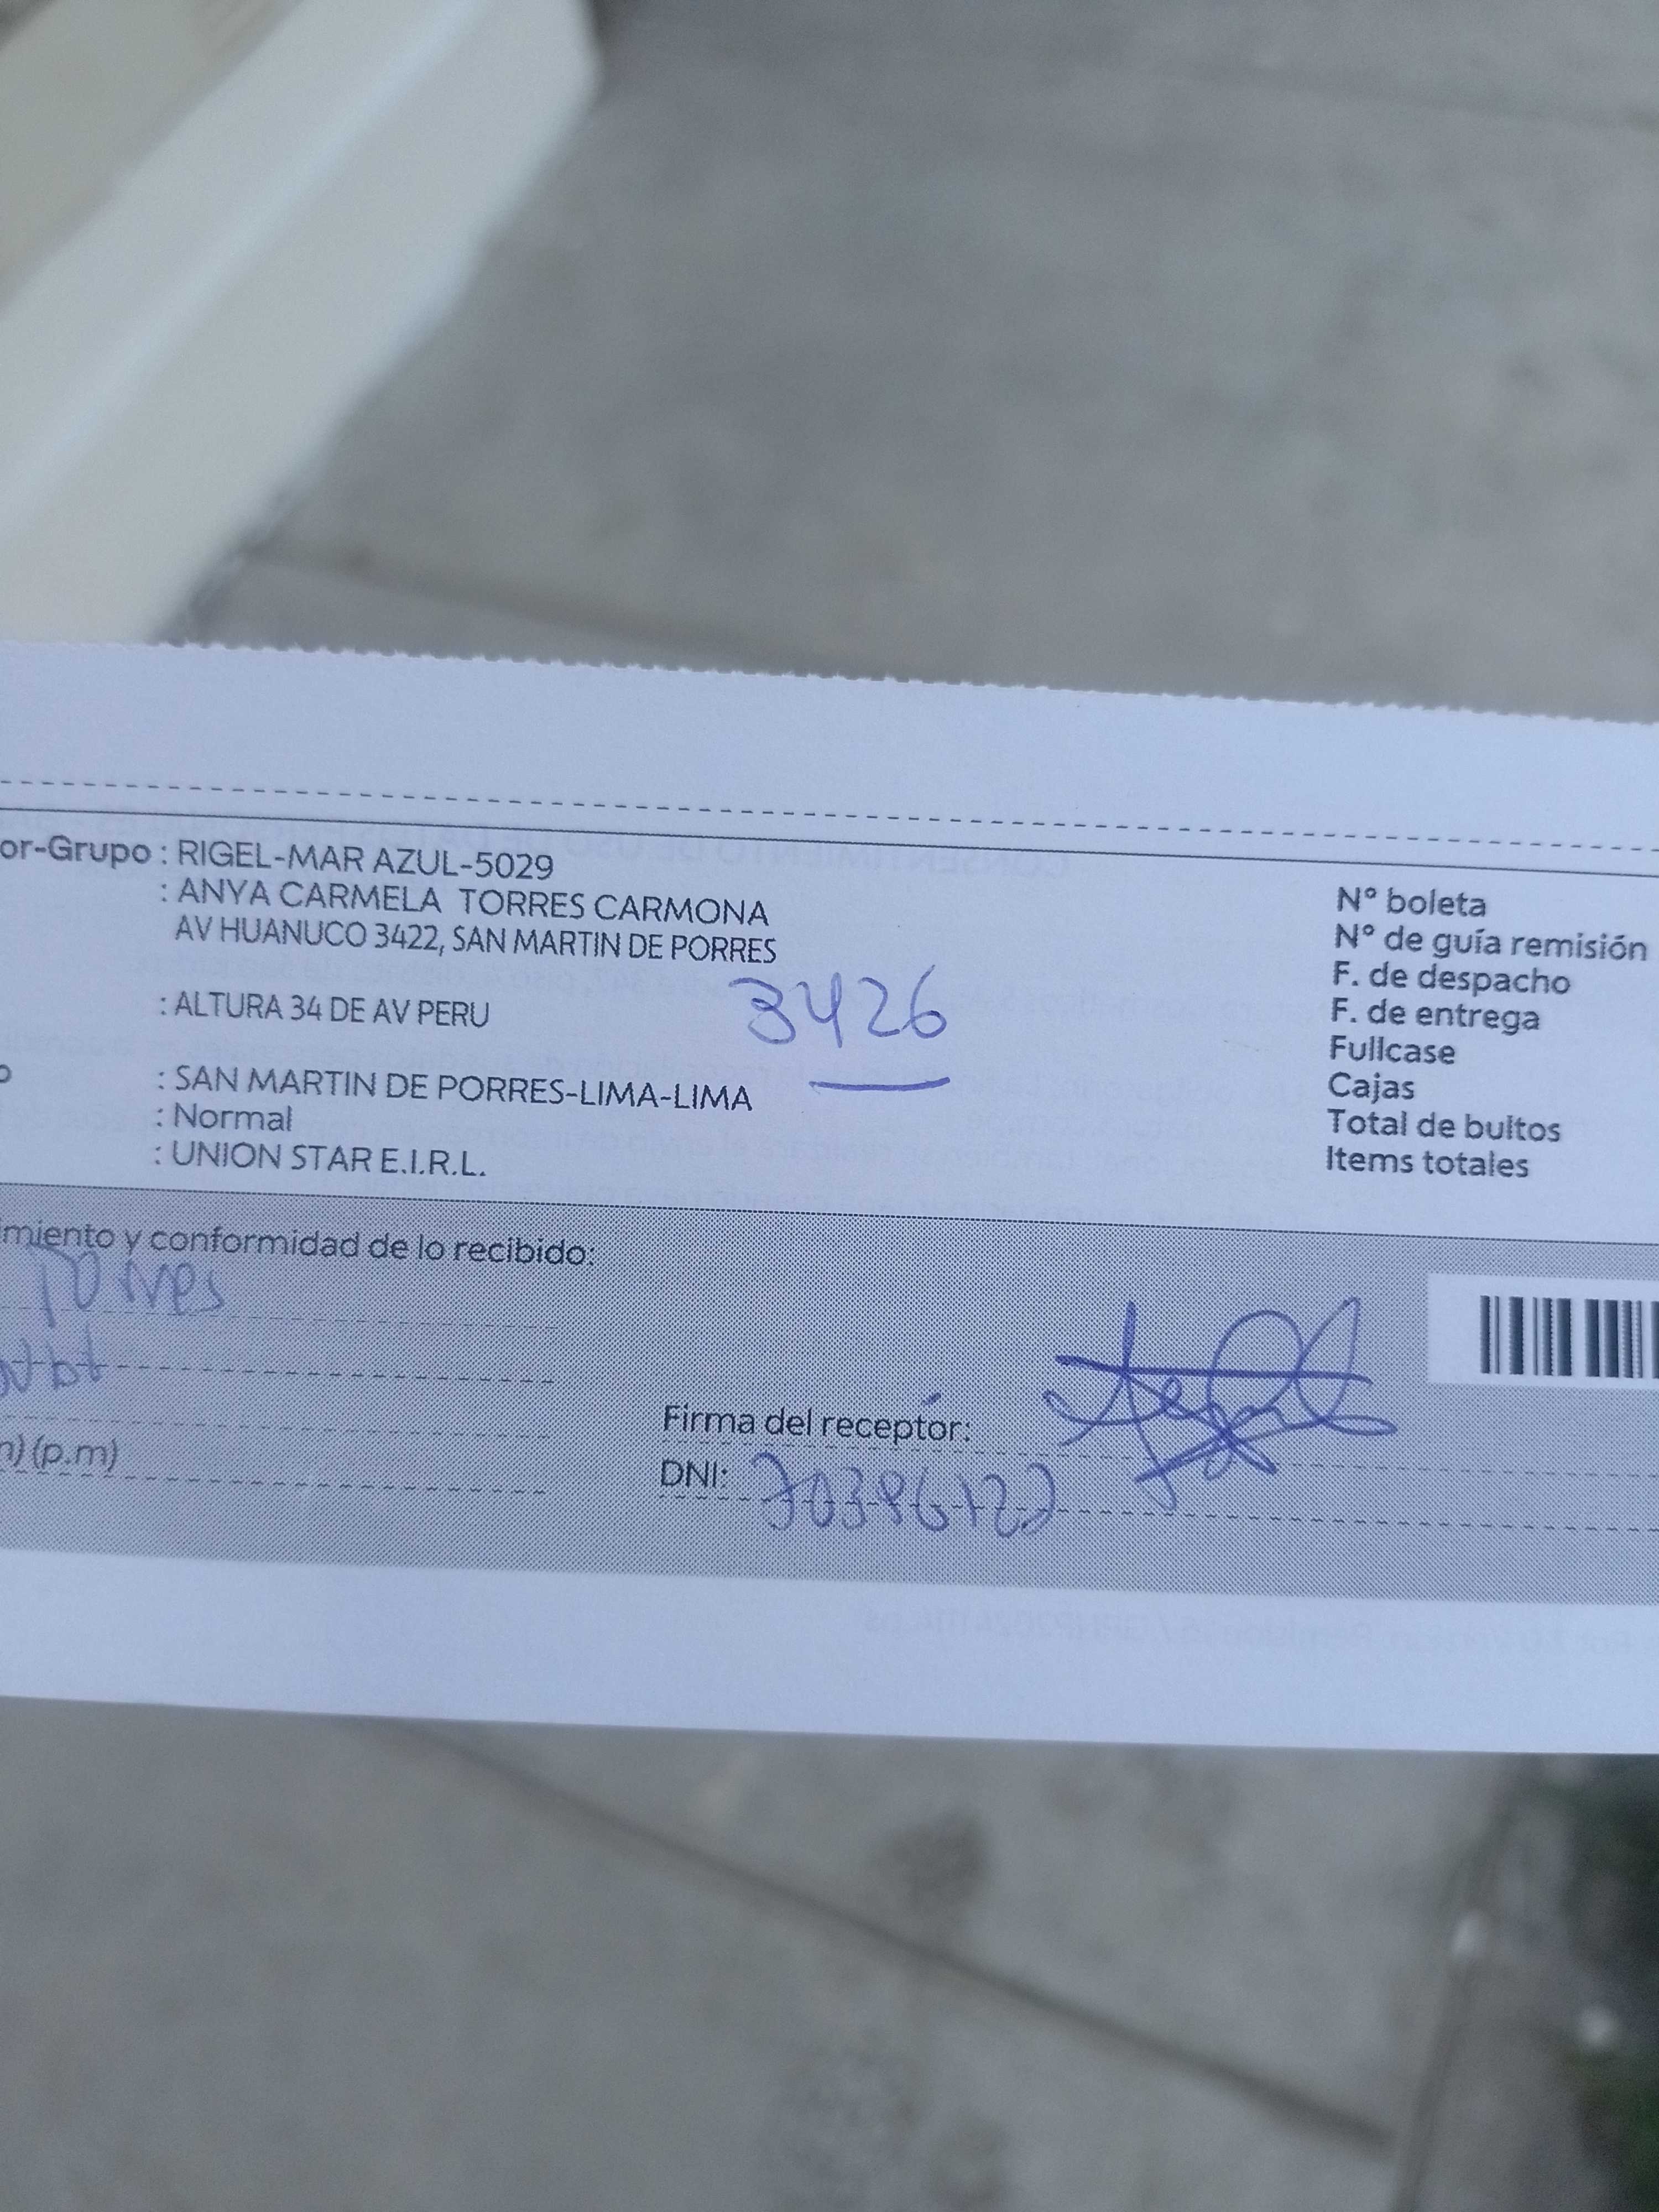 or-Grupo : RIGEL-MAR AZUL-5029
: ANYA CARMELA TORRES CARMONA
AV HUANUCO 3422, SAN MARTIN DE PORRES
3426
: ALTURA 34 DE AV PERU
o : SAN MARTIN DE PORRES-LIMA-LIMA
: Normal
: UNION STAR E.I.R.L.
N° boleta
N° de guía remisión
F. de despacho
F. de entrega
Fullcase
Cajas
Total de bultos
Items totales
miento y conformidad de lo recibido:
Torres
) (p.m)
Firma del receptor:
DNI: